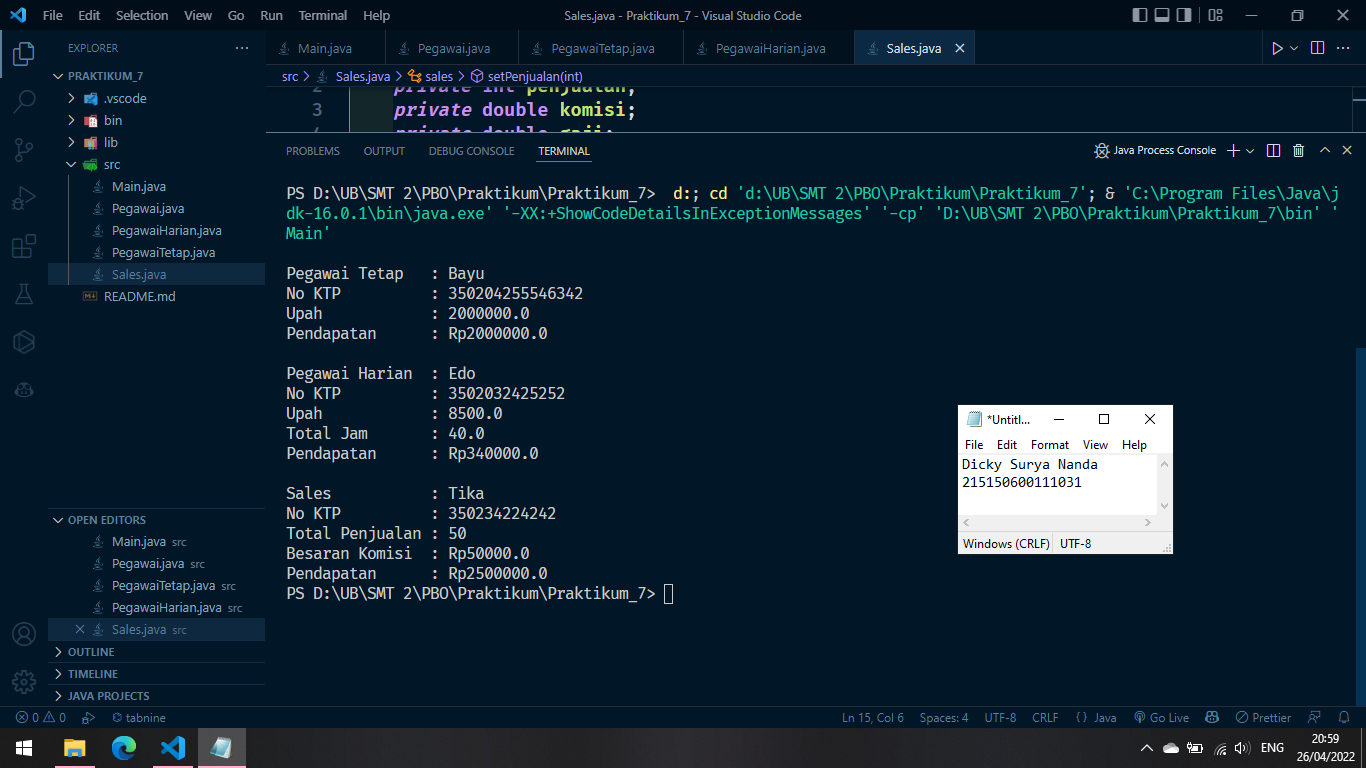 File Edit Selection View Go Run Terminal Help Sales.java - Praktikum_7 - Visual Studio Code
EXPLORER
PRAKTIKUM_7
.vscode
bin
lib
src
Main.java
Pegawai.java
PegawaiHarian.java
PegawaiTetap.java
Sales.java
README.md
OPEN EDITORS
Main.java src
Pegawai.java src
PegawaiTetap.java src
PegawaiHarian.java src
Sales.java src
OUTLINE
TIMELINE
JAVA PROJECTS
Main.java Pegawai.java PegawaiTetap.java PegawaiHarian.java Sales.java
src > Sales.java > sales > setPenjualan(int)
2 private int penjualan;
3 private double komisi;
4 private double gaji;
PROBLEMS OUTPUT DEBUG CONSOLE TERMINAL Java Process Console
PS D:\UB\SMT 2\PBO\Praktikum\Praktikum_7>  d:; cd 'd:\UB\SMT 2\PBO\Praktikum\Praktikum_7'; & 'C:\Program Files\Java\j
dk-16.0.1\bin\java.exe' '-XX:+ShowCodeDetailsInExceptionMessages' '-cp' 'D:\UB\SMT 2\PBO\Praktikum\Praktikum_7\bin' '
Main'
Pegawai Tetap   : Bayu
No KTP          : 350204255546342
Upah            : 2000000.0
Pendapatan      : Rp2000000.0
Pegawai Harian  : Edo
No KTP          : 3502032425252
Upah            : 8500.0
Total Jam       : 40.0
Pendapatan      : Rp340000.0
Sales           : Tika
No KTP          : 350234224242
Total Penjualan : 50
Besaran Komisi  : Rp50000.0
Pendapatan      : Rp2500000.0
PS D:\UB\SMT 2\PBO\Praktikum\Praktikum_7>
*Untitl...
File Edit Format View Help
Dicky Surya Nanda
215150600111031
Windows (CRLF) UTF-8
0 0 tabnine Ln 15, Col 6 Spaces: 4 UTF-8 CRLF {} Java Go Live Prettier
ENG
20:59
26/04/2022